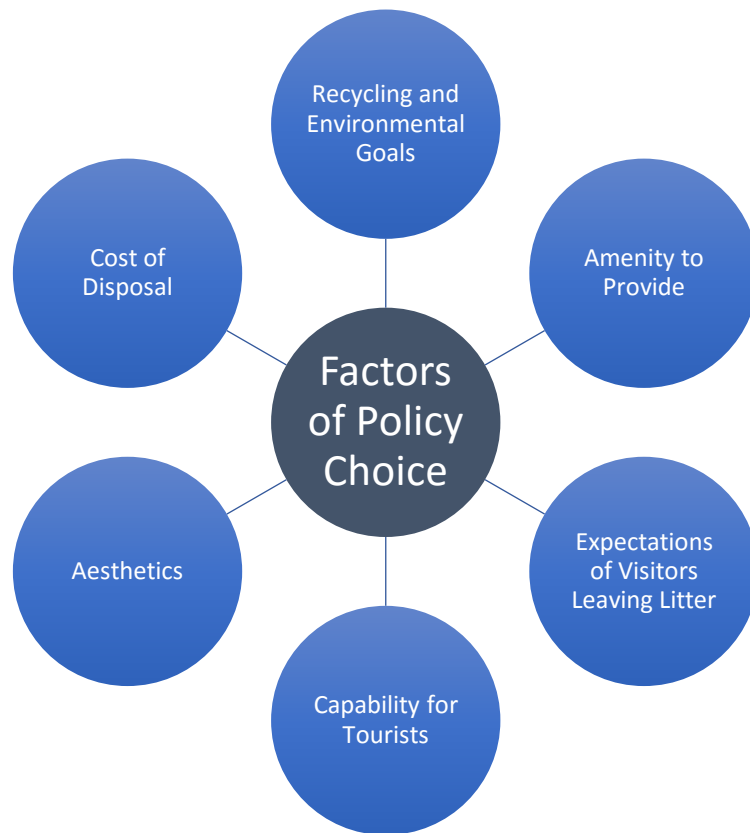 Recycling and
Environmental
Goals
Cost of
Disposal
Amenity to
Provide
Factors
of Policy
Choice
Aesthetics
Expectations
of Visitors
Leaving Litter
Capability for
Tourists